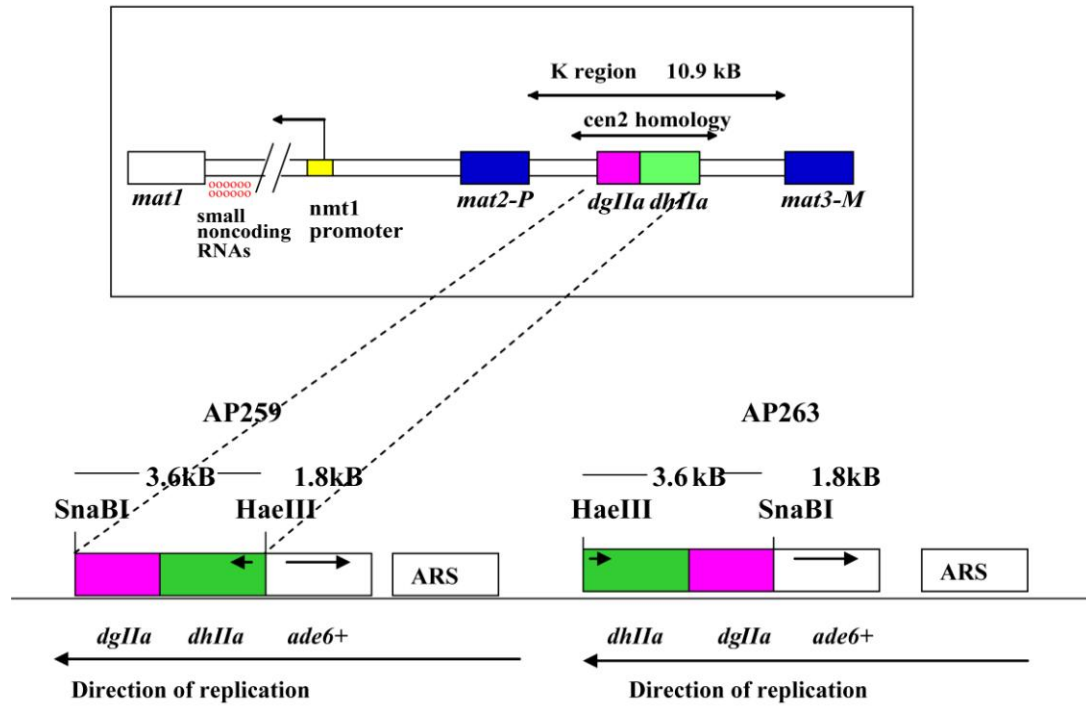 K region 10.9 kB
cen2 homology
mat1
small
noncoding
RNAs
nmt1
promoter
mat2-P
dgIIa dhIIa
mat3-M
oooooo
oooooo
AP259
AP263
3.6kB 1.8kB
SnaBI HaeIII
3.6 kB 1.8kB
HaeIII SnaBI
ARS
ARS
dgIIa dhIIa ade6+
dhIIa dgIIa ade6+
Direction of replication
Direction of replication